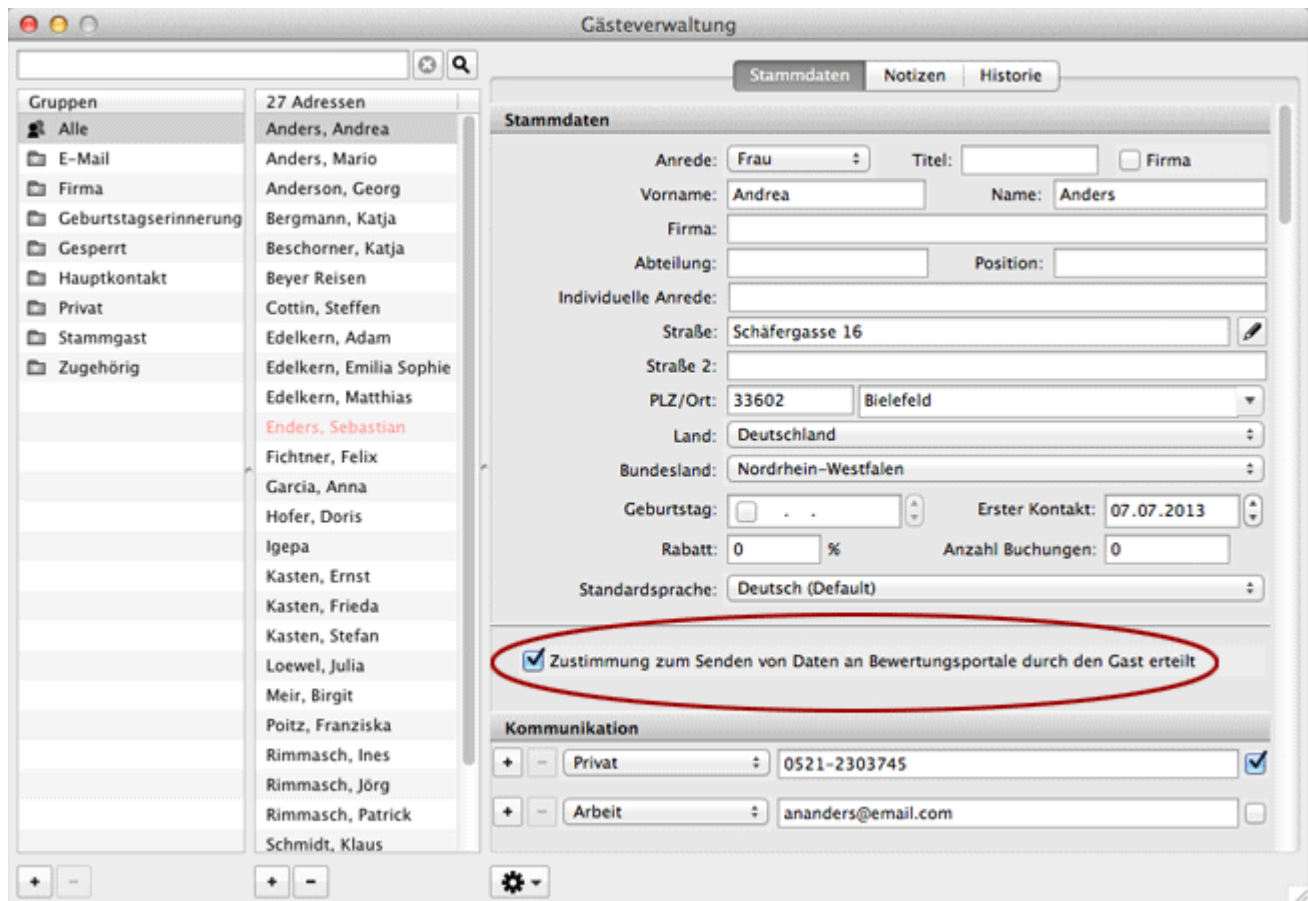 Gästeverwaltung
Gruppen
Alle
E-Mail
Firma
Geburtstagserinnerung
Gesperrt
Hauptkontakt
Privat
Stammgast
Zugehörig
27 Adressen
Anders, Andrea
Anders, Mario
Anderson, Georg
Bergmann, Katja
Beschorner, Katja
Beyer Reisen
Cottin, Steffen
Edelkern, Adam
Edelkern, Emilia Sophie
Edelkern, Matthias
Enders, Sebastian
Fichtner, Felix
Garcia, Anna
Hofer, Doris
Igepa
Kasten, Ernst
Kasten, Frieda
Kasten, Stefan
Loewel, Julia
Meir, Birgit
Poitz, Franziska
Rimmasch, Ines
Rimmasch, Jörg
Rimmasch, Patrick
Schmidt, Klaus
Stammdaten Notizen Historie
Stammdaten
Anrede: Frau Titel: Firma
Vorname: Andrea Name: Anders
Firma:
Abteilung: Position:
Individuelle Anrede:
Straße: Schäfergasse 16
Straße 2:
PLZ/Ort: 33602 Bielefeld
Land: Deutschland
Bundesland: Nordrhein-Westfalen
Geburtstag: . . Erster Kontakt: 07.07.2013
Rabatt: 0 % Anzahl Buchungen: 0
Standardsprache: Deutsch (Default)
Zustimmung zum Senden von Daten an Bewertungsportale durch den Gast erteilt
Kommunikation
+ - Privat 0521-2303745
+ - Arbeit ananders@email.com
+ - + -